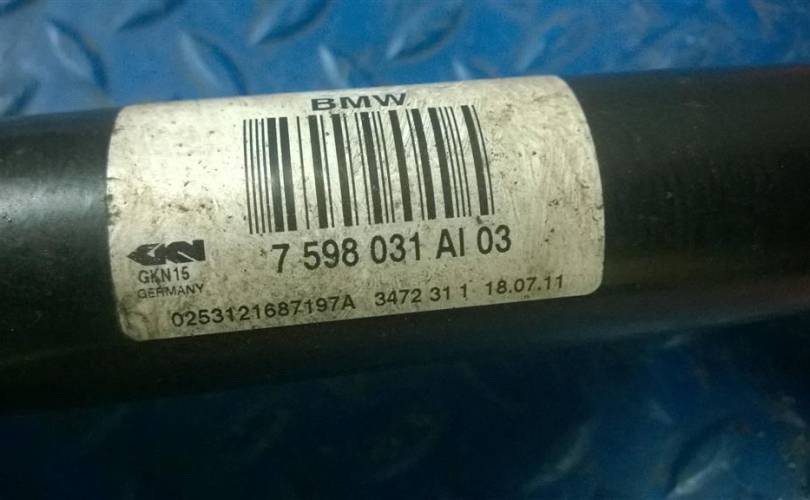 BMW
7 598 031 AI 03
GKN
GKN15
GERMANY
0253121687197A 3472 31 1 18.07.11